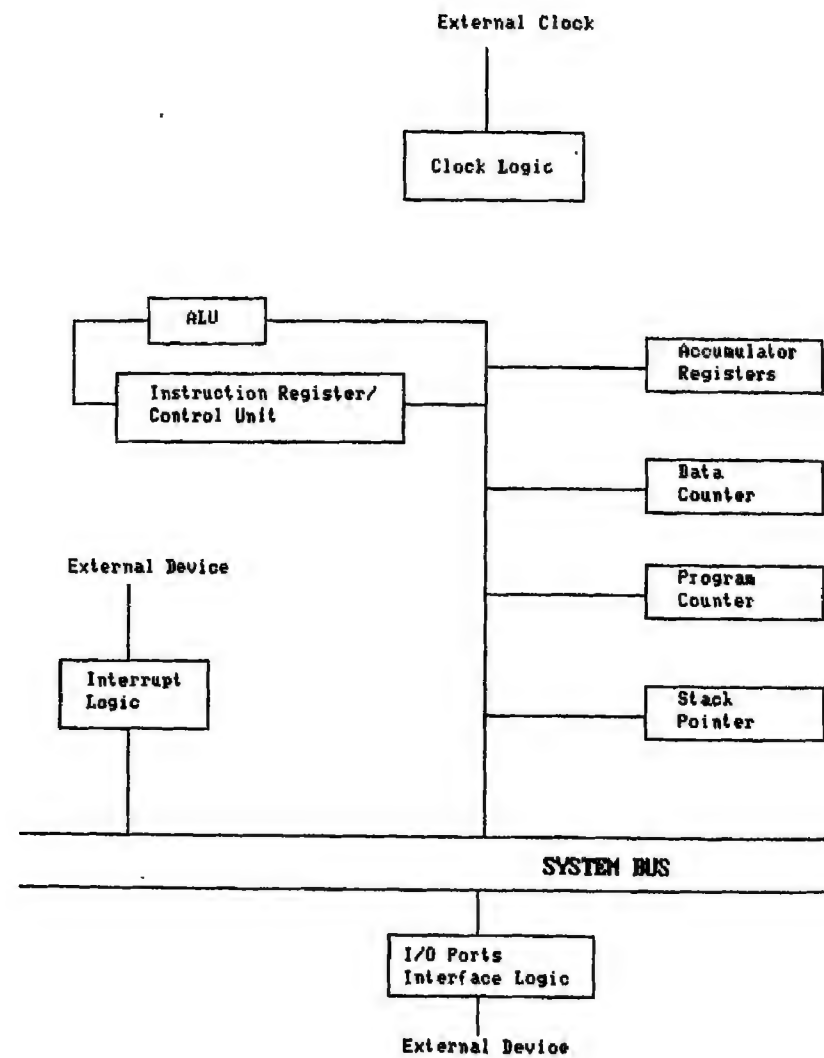 External Clock
Clock Logic
ALU
Accumulator
Registers
Instruction Register/
Control Unit
Data
Counter
External Device
Program
Counter
Interrupt
Logic
Stack
Pointer
SYSTEM BUS
I/O Ports
Interface Logic
External Device